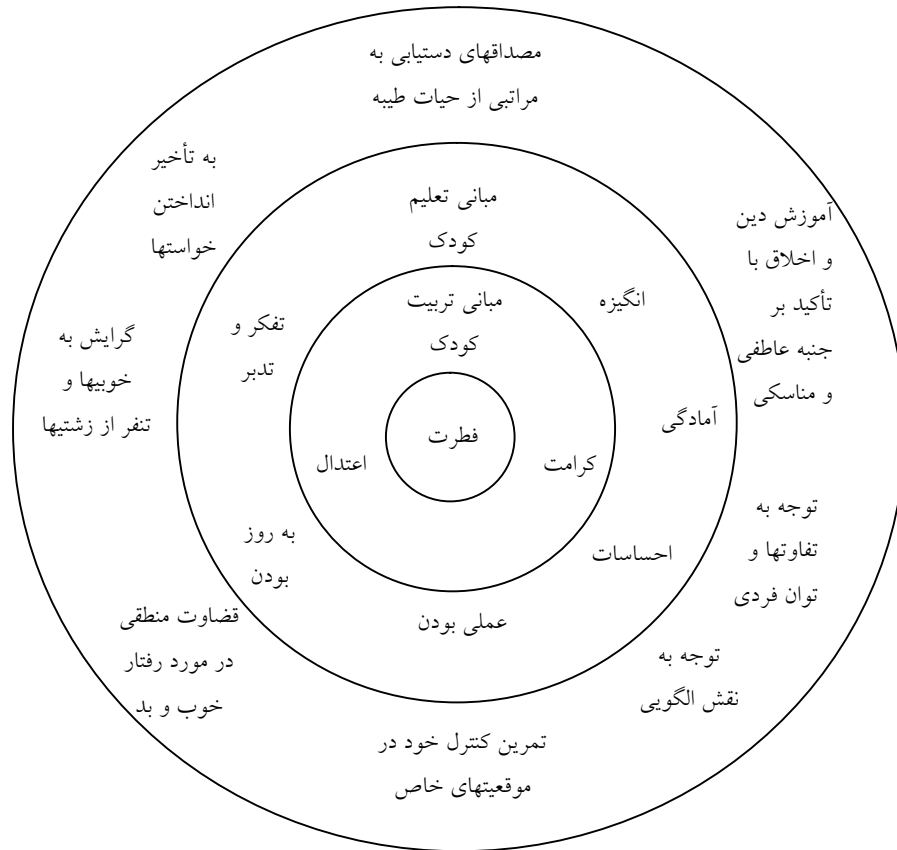 مصداقهای دستیابی به
مراتبی از حیات طیبه
آموزش دین
و اخلاق با
تأکید بر
جنبه عاطفی
و مناسکی
توجه به
تفاوتها و
توان فردی
توجه به
نقش الگویی
تمرین کنترل خود در
موقعیتهای خاص
قضاوت منطقی
در مورد رفتار
خوب و بد
گرایش به
خوبیها و
تنفر از زشتیها
به تأخیر
انداختن
خواستها
مبانی تعلیم
کودک
انگیزه
آمادگی
احساسات
عملی بودن
به روز
بودن
تفکر و
تدبر
مبانی تربیت
کودک
کرامت
اعتدال
فطرت